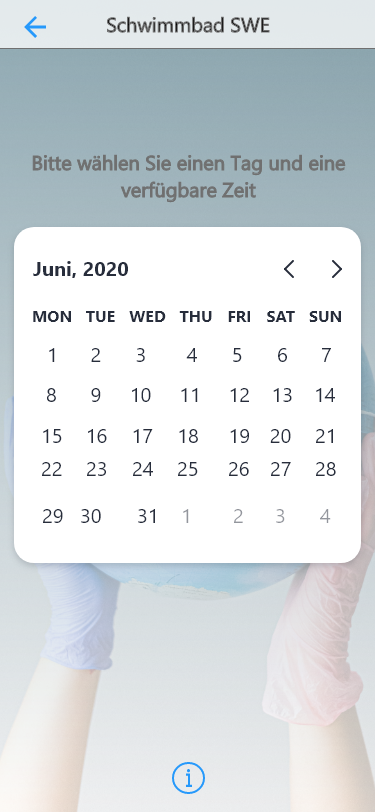 Schwimmbad SWE
Bitte wählen Sie einen Tag und eine
verfügbare Zeit
Juni, 2020
MON TUE WED THU FRI SAT SUN
1 2 3 4 5 6 7
8 9 10 11 12 13 14
15 16 17 18 19 20 21
22 23 24 25 26 27 28
29 30 31 1 2 3 4